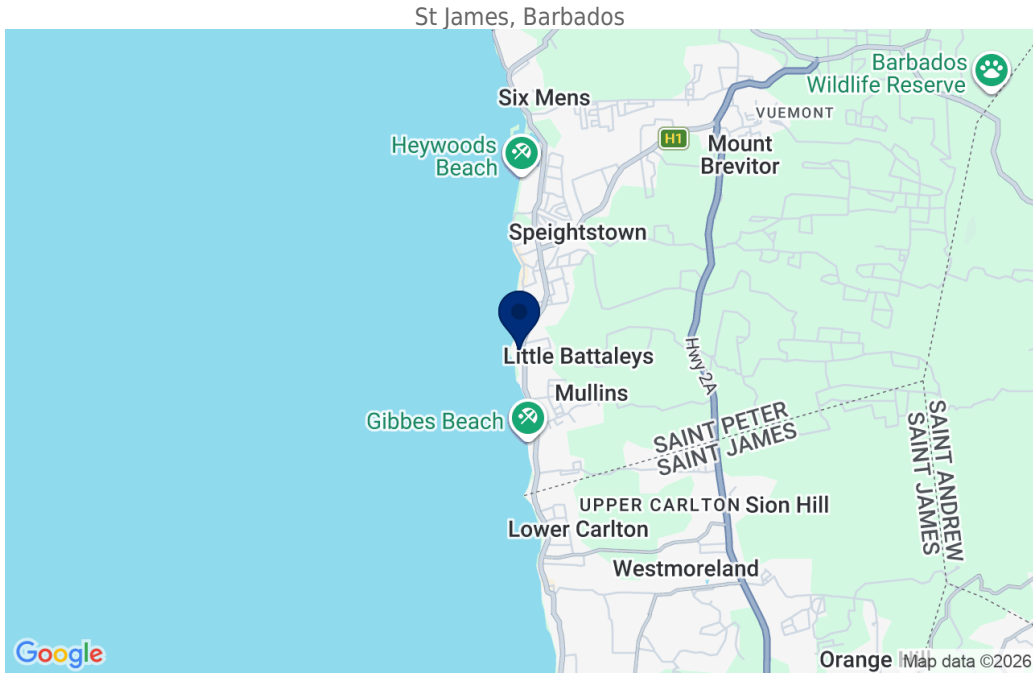 St James, Barbados
Barbados
Wildlife Reserve
Six Mens
VUEMONT
Heywoods
Beach
H1
Mount
Brevitor
Speightstown
Little Battaleys
Hwy 2A
Mullins
Gibbes Beach
SAINT PETER
SAINT JAMES
SAINT ANDREW
SAINT JAMES
UPPER CARLTON
Sion Hill
Lower Carlton
Westmoreland
Google
Orange
Map data ©2026